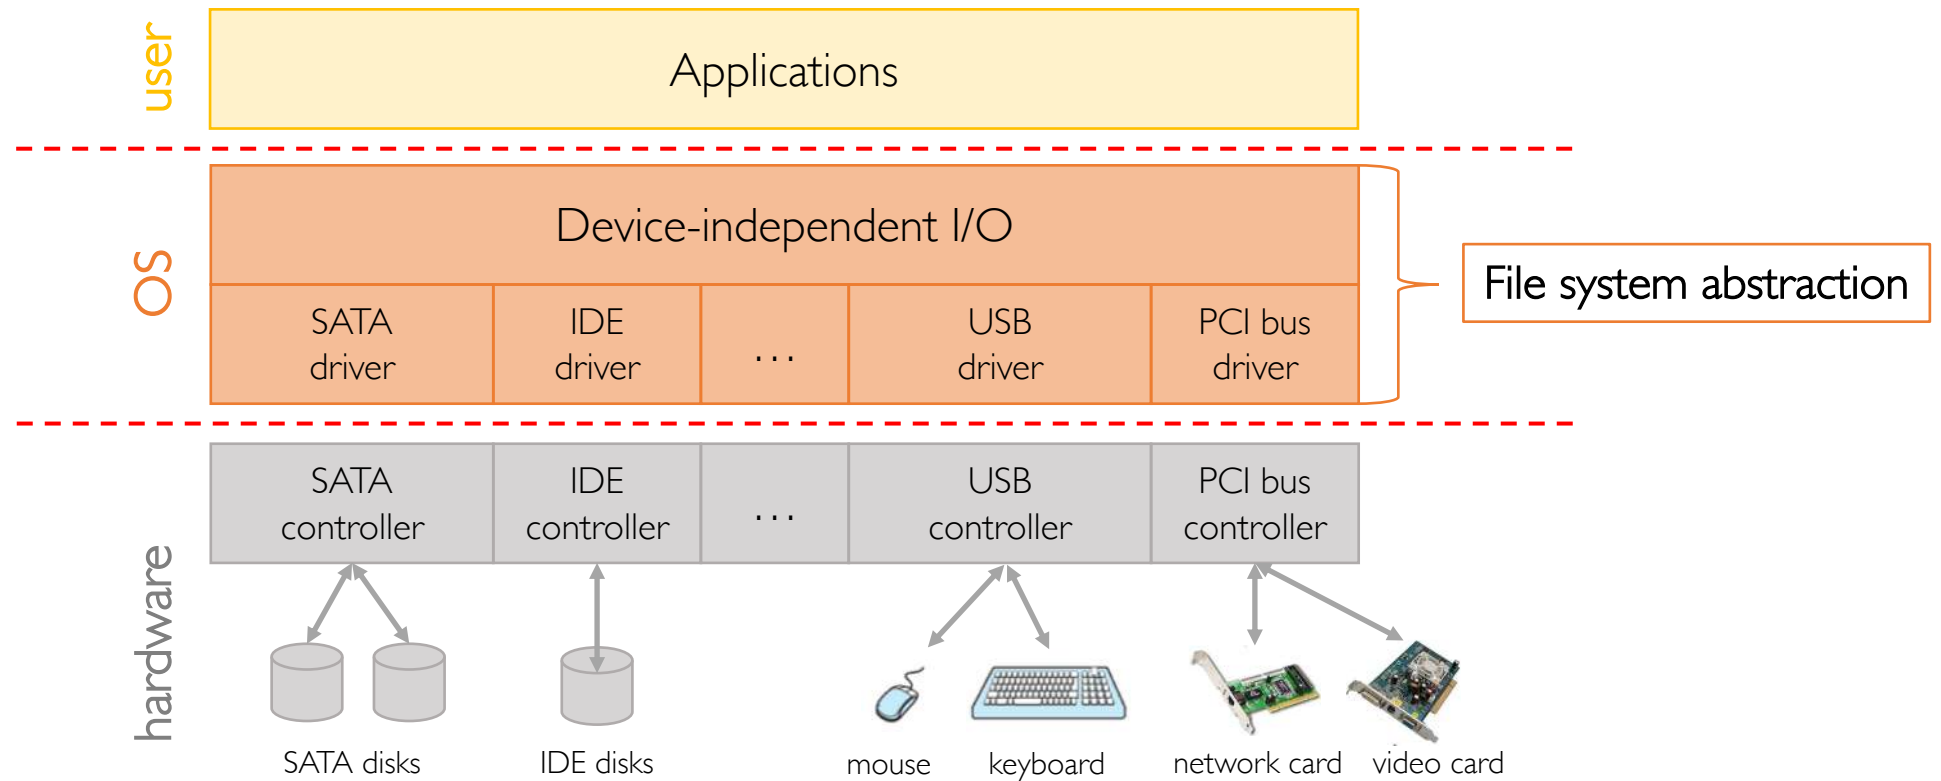 user
Applications
OS
Device-independent I/O
File system abstraction
SATA
driver
IDE
driver
...
USB
driver
PCI bus
driver
hardware
SATA
controller
IDE
controller
...
USB
controller
PCI bus
controller
SATA disks
IDE disks
mouse
keyboard
network card
video card